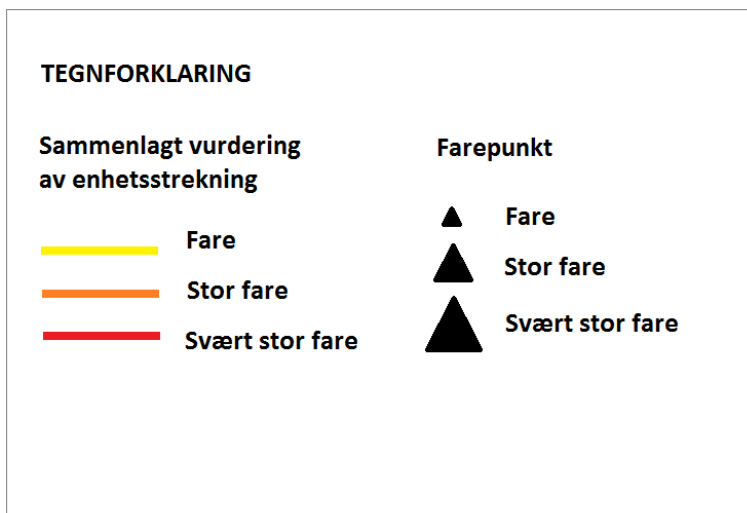 TEGNFORKLARING
Sammenlagt vurdering
av enhetsstrekning
Fare
Stor fare
Svært stor fare
Farepunkt
Fare
Stor fare
Svært stor fare